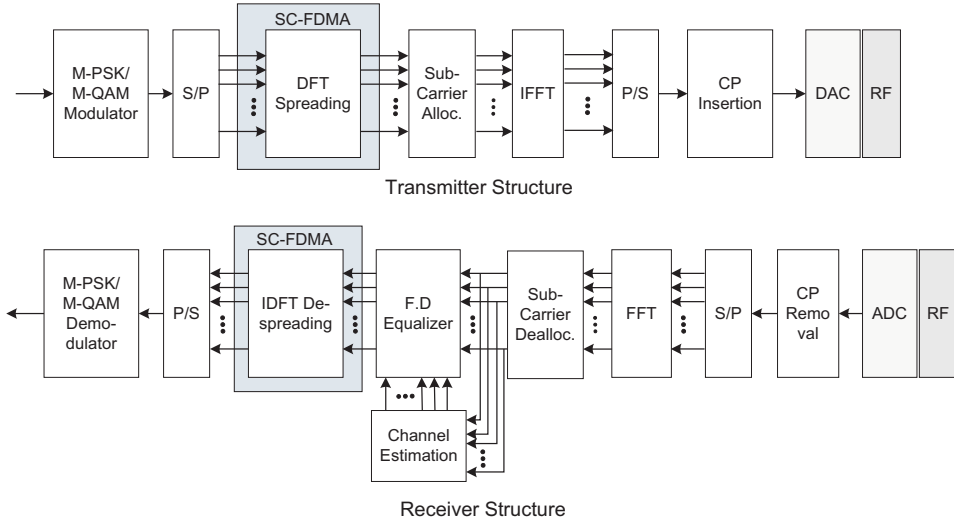 SC-FDMA
M-PSK/
M-QAM
Modulator
S/P
DFT
Spreading
Sub-
Carrier
Alloc.
IFFT
P/S
CP
Insertion
DAC
RF
Transmitter Structure
SC-FDMA
M-PSK/
M-QAM
Demo-
dulator
P/S
IDFT De-
spreading
F.D
Equalizer
Sub-
Carrier
Dealloc.
FFT
S/P
CP
Remo
val
ADC
RF
Channel
Estimation
Receiver Structure